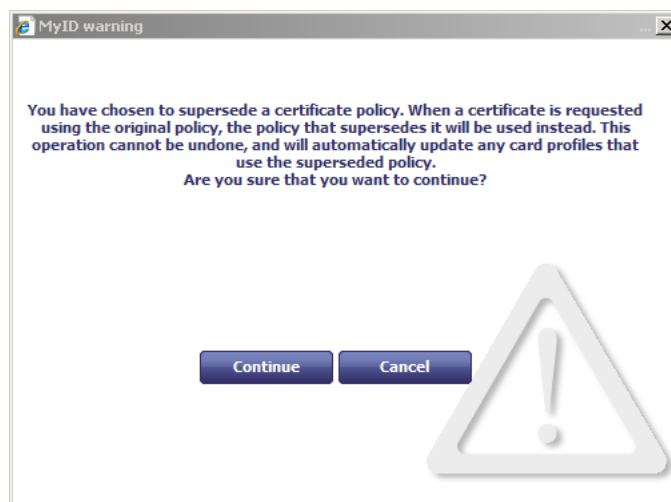 MyID warning
You have chosen to supersede a certificate policy. When a certificate is requested
using the original policy, the policy that supersedes it will be used instead. This
operation cannot be undone, and will automatically update any card profiles that
use the superseded policy.
Are you sure that you want to continue?
Continue Cancel